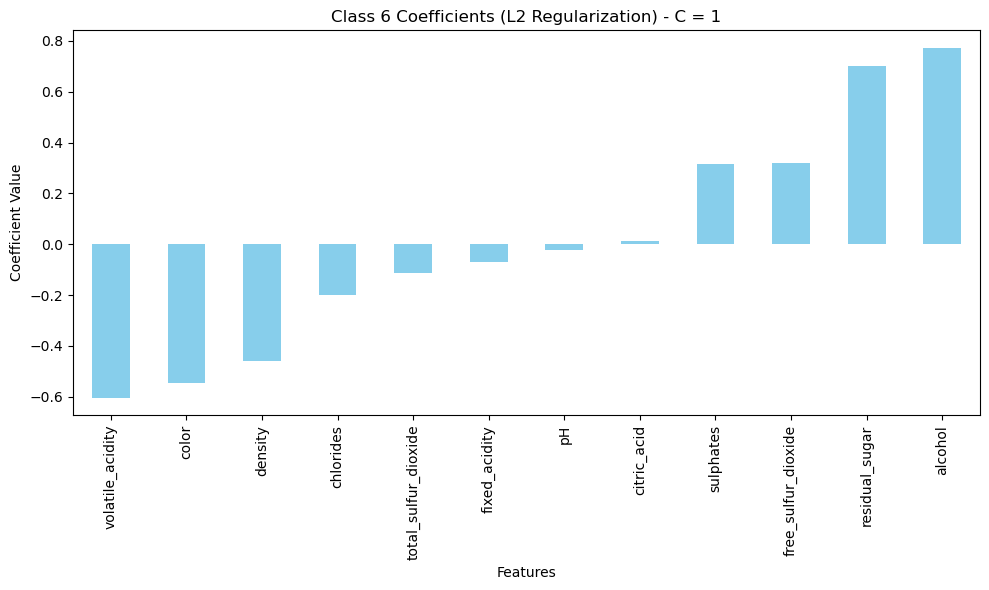 Class 6 Coefficients (L2 Regularization) - C = 1
Coefficient Value
0.8
0.6
0.4
0.2
0.0
−0.2
−0.4
−0.6
volatile_acidity
color
density
chlorides
total_sulfur_dioxide
fixed_acidity
pH
citric_acid
sulphates
free_sulfur_dioxide
residual_sugar
alcohol
Features